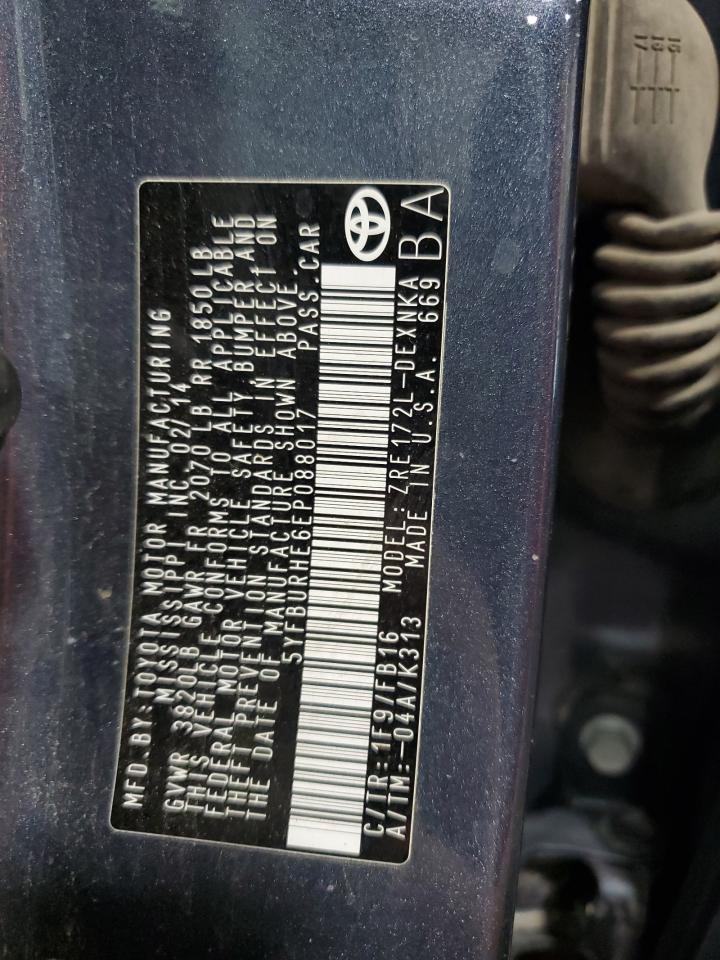 MFD.BY:TOYOTA MOTOR MANUFACTURING
MISSISSIPPI INC 02/14
GVWR 3820LB GAWR FR 2070 LB RR 1850 LB
THIS VEHICLE CONFORMS TO ALL APPLICABLE
FEDERAL MOTOR VEHICLE SAFETY, BUMPER AND
THEFT PREVENTION STANDARDS IN EFFECT ON
THE DATE OF MANUFACTURE SHOWN ABOVE.
5YFBURHE6EP088017 PASS.CAR
C/TR:1F9/FB16 MODEL:ZRE172L-DEXNKA
A/TM:-04A/K313 MADE IN U.S.A. 669
BA